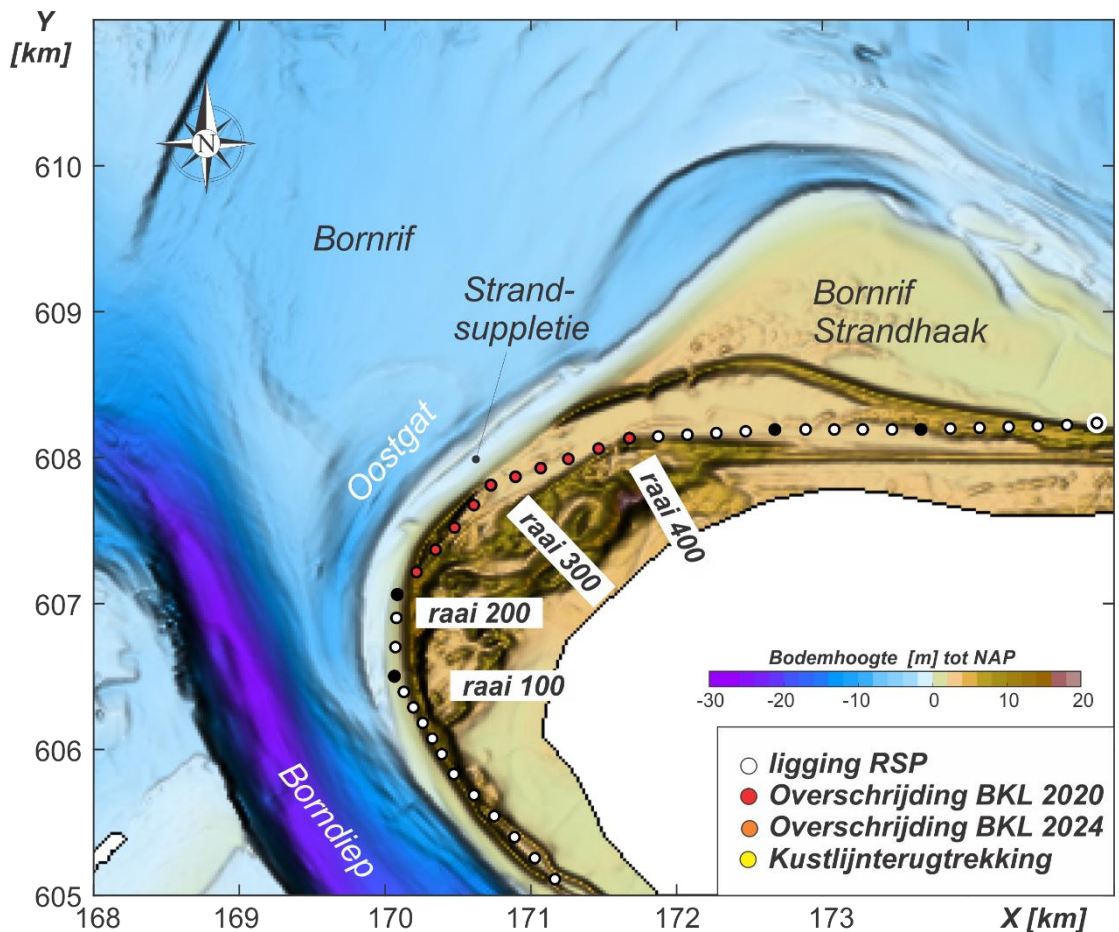 Y
[km]
610
609
608
607
606
605
N
Bornrif
Strand-
suppletie
Bornrif
Strandhaak
Oostgat
raai 400
raai 300
raai 200
raai 100
Borndiep
Bodemhoogte [m] tot NAP
-30 -20 -10 0 10 20
ligging RSP
Overschrijding BKL 2020
Overschrijding BKL 2024
Kustlijnterugtrekking
168 169 170 171 172 173 X [km]